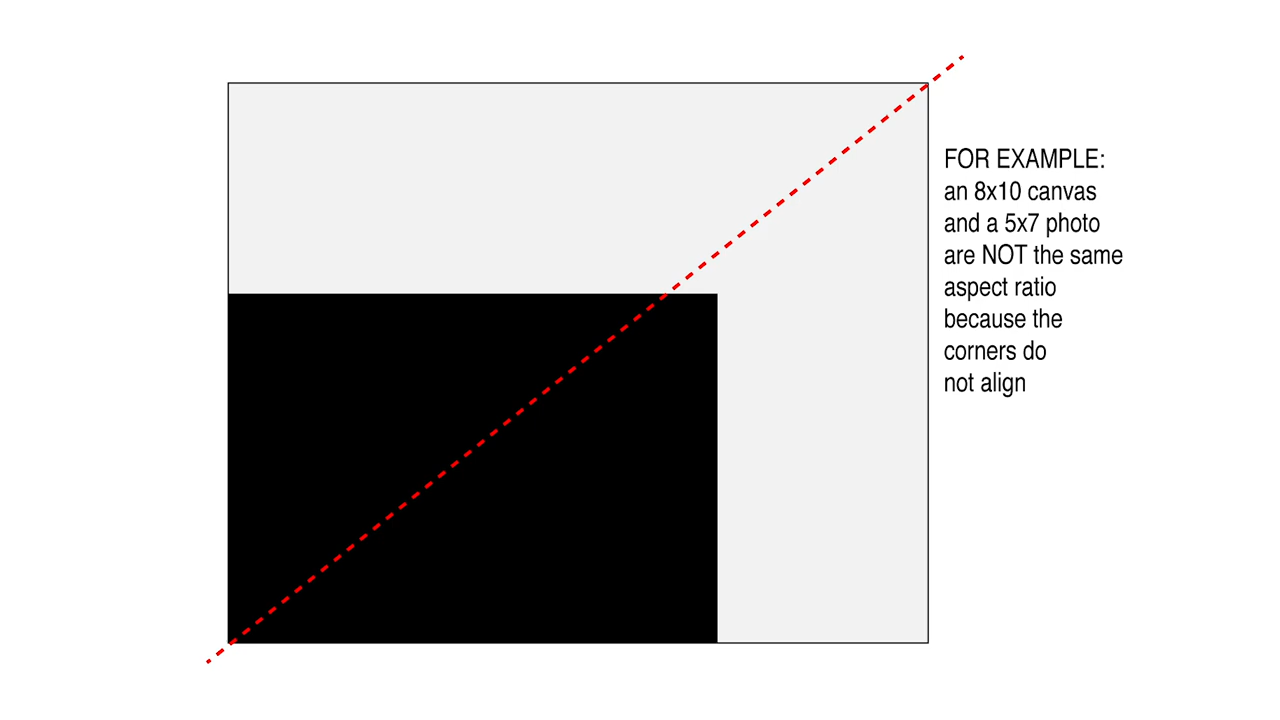 FOR EXAMPLE:
an 8x10 canvas
and a 5x7 photo
are NOT the same
aspect ratio
because the
corners do
not align